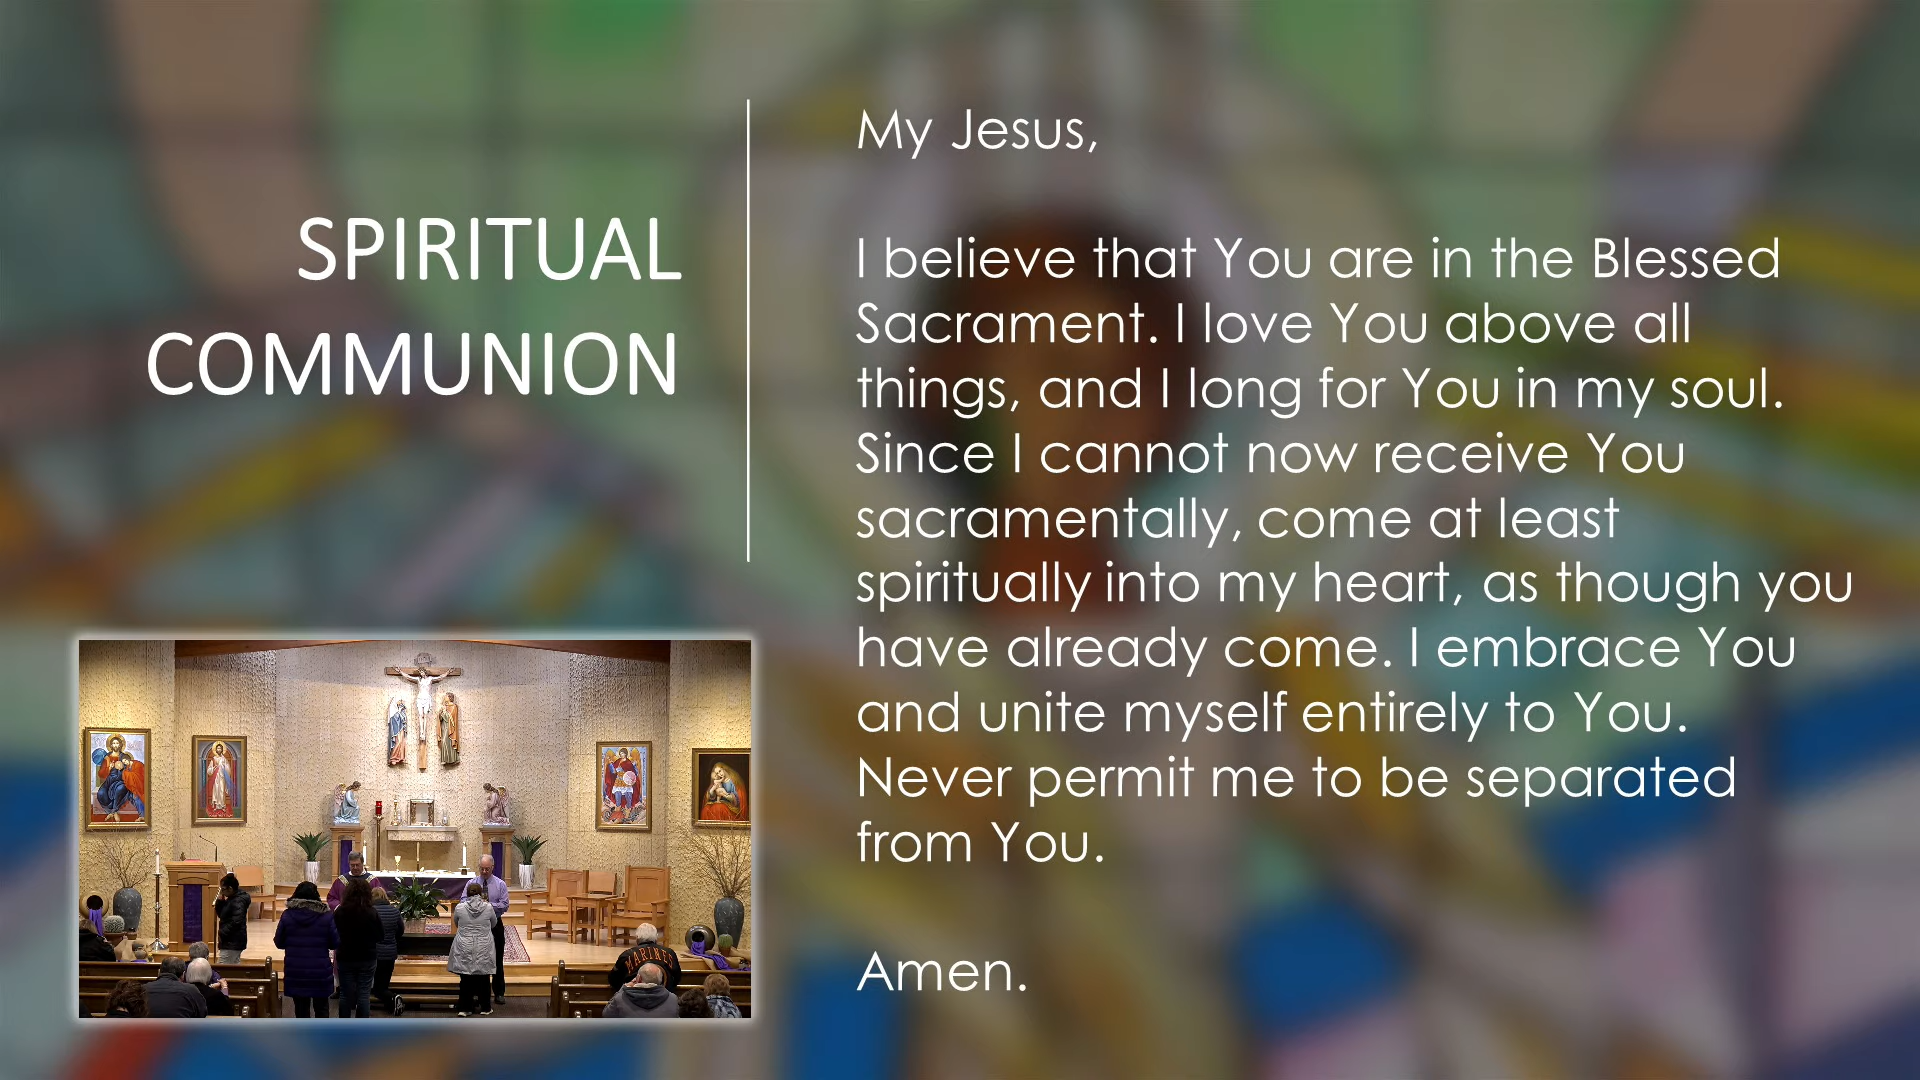 SPIRITUAL
COMMUNION
My Jesus,
I believe that You are in the Blessed
Sacrament. I love You above all
things, and I long for You in my soul.
Since I cannot now receive You
sacramentally, come at least
spiritually into my heart, as though you
have already come. I embrace You
and unite myself entirely to You.
Never permit me to be separated
from You.
Amen.
MARINES